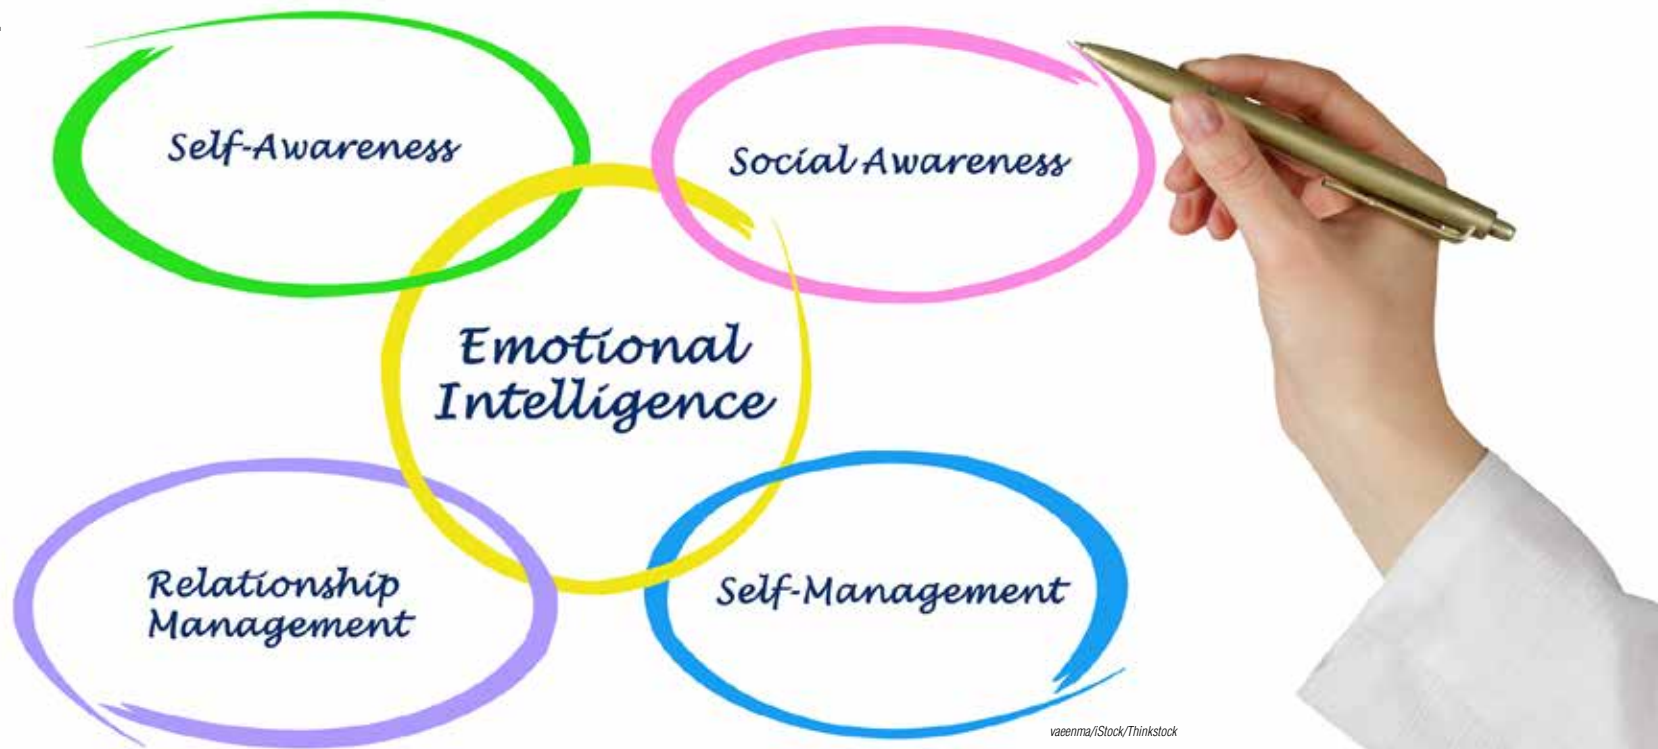 Self-Awareness
Social Awareness
Emotional
Intelligence
Relationship
Management
Self-Management
vaeenma/iStock/Thinkstock